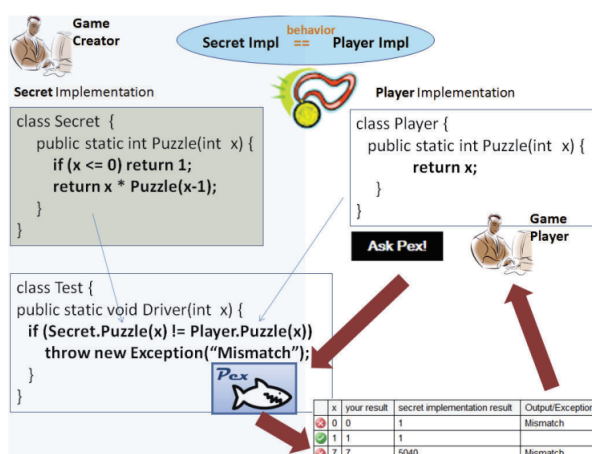 Game
Creator
behavior
Secret Impl == Player Impl
Secret Implementation
Player Implementation
class Secret {
public static int Puzzle(int x) {
if (x <= 0) return 1;
return x * Puzzle(x-1);
}
}
class Player {
public static int Puzzle(int x) {
return x;
}
}
Ask Pex!
Game
Player
class Test {
public static void Driver(int x) {
if (Secret.Puzzle(x) != Player.Puzzle(x))
throw new Exception(“Mismatch”);
}
}
Pex
x your result secret implementation result Output/Exception
0 0 1 Mismatch
1 1 1
7 7 5040 Mismatch